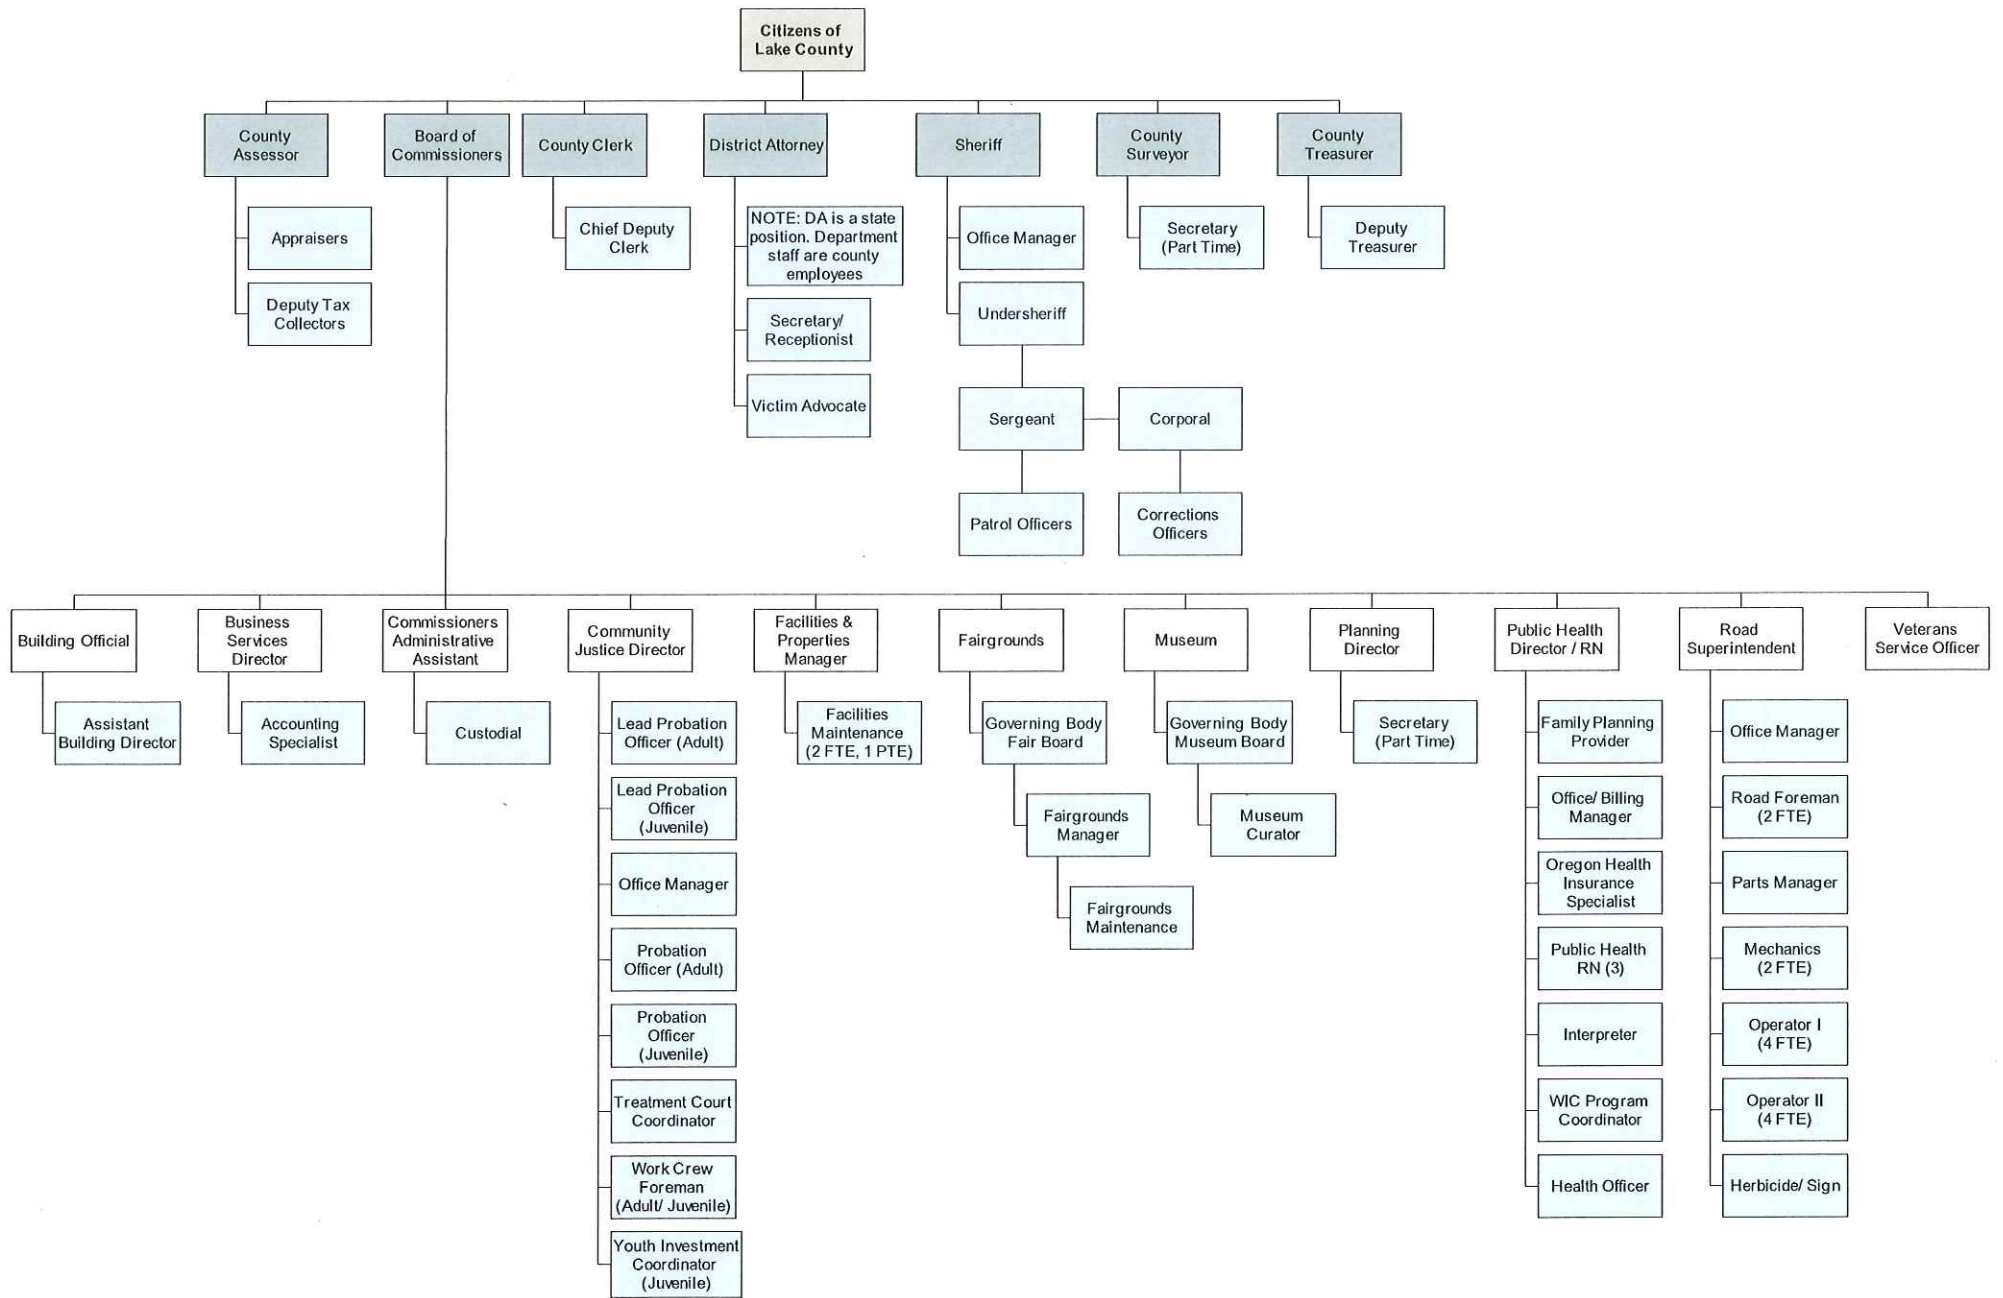 Citizens of
Lake County
County
Assessor
Board of
Commissioners
County Clerk
District Attorney
Sheriff
County
Surveyor
County
Treasurer
Appraisers
Deputy Tax
Collectors
Chief Deputy
Clerk
NOTE: DA is a state
position. Department
staff are county
employees
Secretary/
Receptionist
Victim Advocate
Office Manager
Undersheriff
Sergeant
Corporal
Patrol Officers
Corrections
Officers
Secretary
(Part Time)
Deputy
Treasurer
Building Official
Assistant
Building Director
Business
Services
Director
Accounting
Specialist
Commissioners
Administrative
Assistant
Custodial
Community
Justice Director
Lead Probation
Officer (Adult)
Lead Probation
Officer
(Juvenile)
Office Manager
Probation
Officer (Adult)
Probation
Officer
(Juvenile)
Treatment Court
Coordinator
Work Crew
Foreman
(Adult/ Juvenile)
Youth Investment
Coordinator
(Juvenile)
Facilities &
Properties
Manager
Facilities
Maintenance
(2 FTE, 1 PTE)
Fairgrounds
Governing Body
Fair Board
Fairgrounds
Manager
Fairgrounds
Maintenance
Museum
Governing Body
Museum Board
Museum
Curator
Planning
Director
Secretary
(Part Time)
Public Health
Director / RN
Family Planning
Provider
Office/ Billing
Manager
Oregon Health
Insurance
Specialist
Public Health
RN (3)
Interpreter
WIC Program
Coordinator
Health Officer
Road
Superintendent
Office Manager
Road Foreman
(2 FTE)
Parts Manager
Mechanics
(2 FTE)
Operator I
(4 FTE)
Operator II
(4 FTE)
Herbicide/ Sign
Veterans
Service Officer